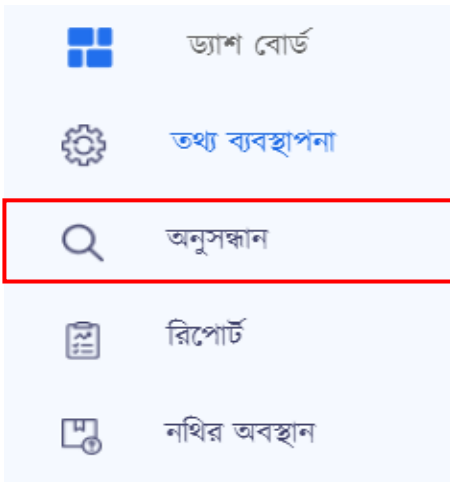 ড্যাশ বোর্ড
তথ্য ব্যবস্থাপনা
অনুসন্ধান
রিপোর্ট
নথির অবস্থান